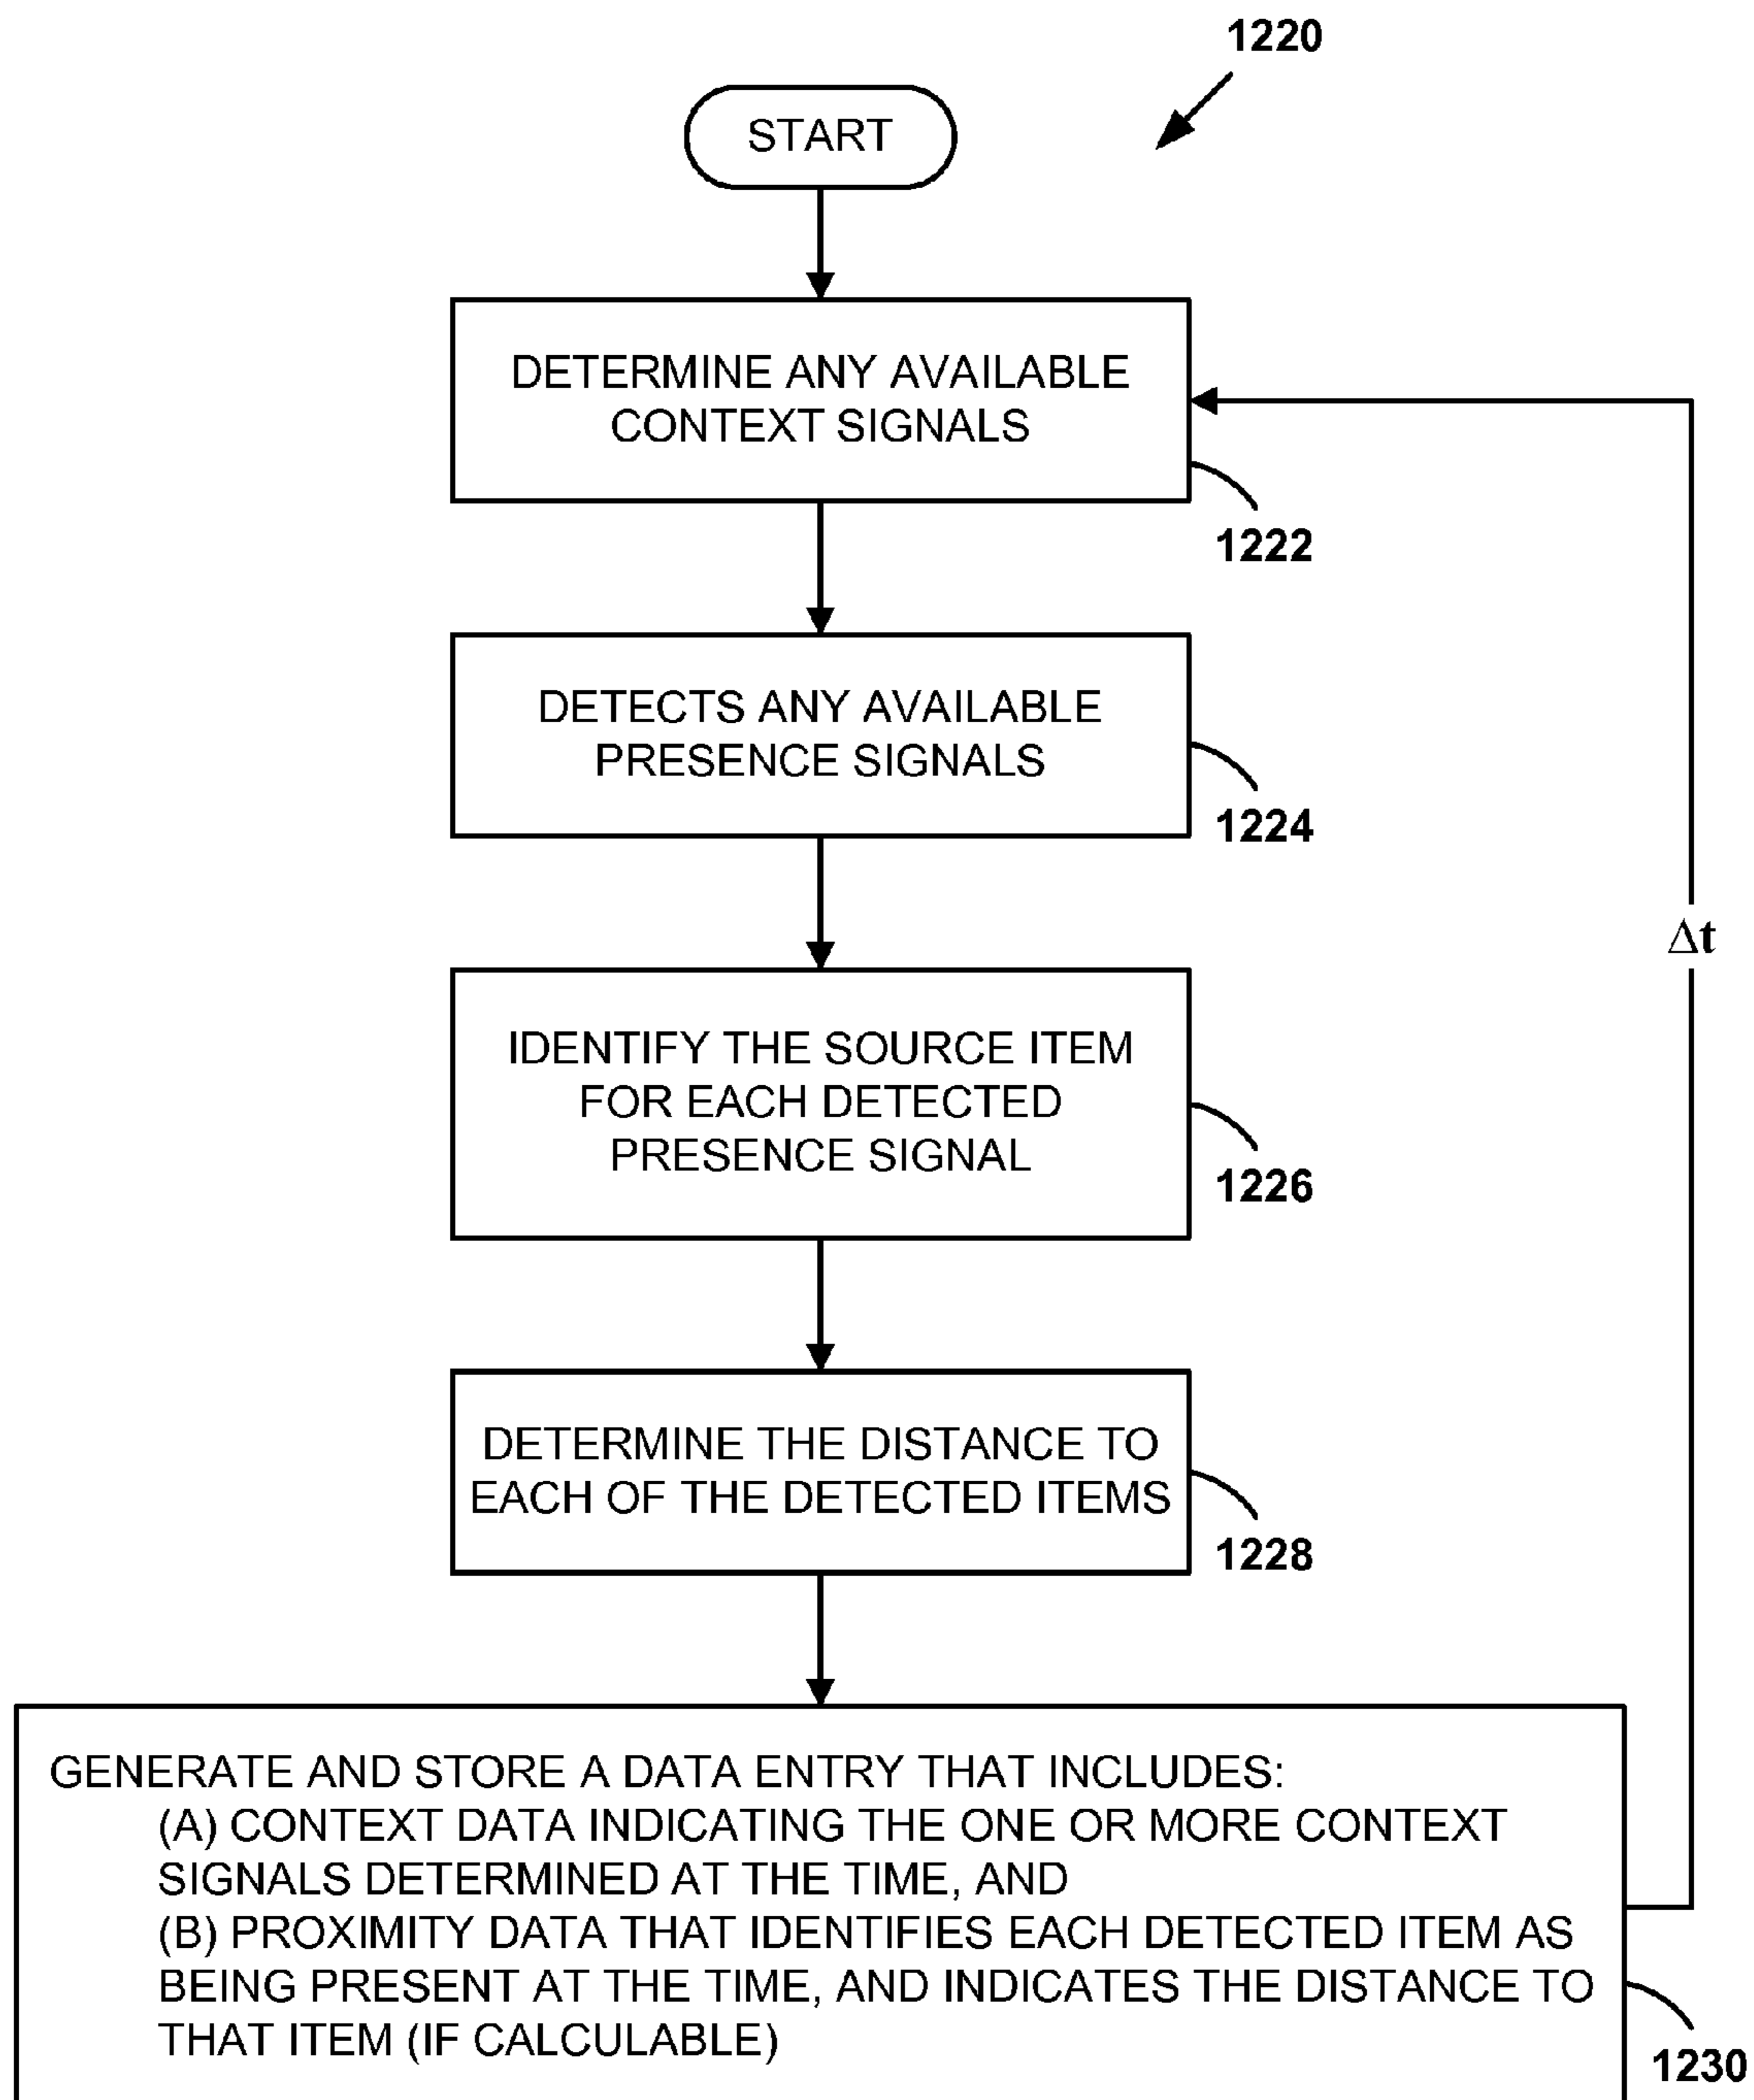 1220
START
DETERMINE ANY AVAILABLE
CONTEXT SIGNALS
1222
DETECTS ANY AVAILABLE
PRESENCE SIGNALS
1224
Δt
IDENTIFY THE SOURCE ITEM
FOR EACH DETECTED
PRESENCE SIGNAL
1226
DETERMINE THE DISTANCE TO
EACH OF THE DETECTED ITEMS
1228
GENERATE AND STORE A DATA ENTRY THAT INCLUDES:
(A) CONTEXT DATA INDICATING THE ONE OR MORE CONTEXT
SIGNALS DETERMINED AT THE TIME, AND
(B) PROXIMITY DATA THAT IDENTIFIES EACH DETECTED ITEM AS
BEING PRESENT AT THE TIME, AND INDICATES THE DISTANCE TO
THAT ITEM (IF CALCULABLE)
1230